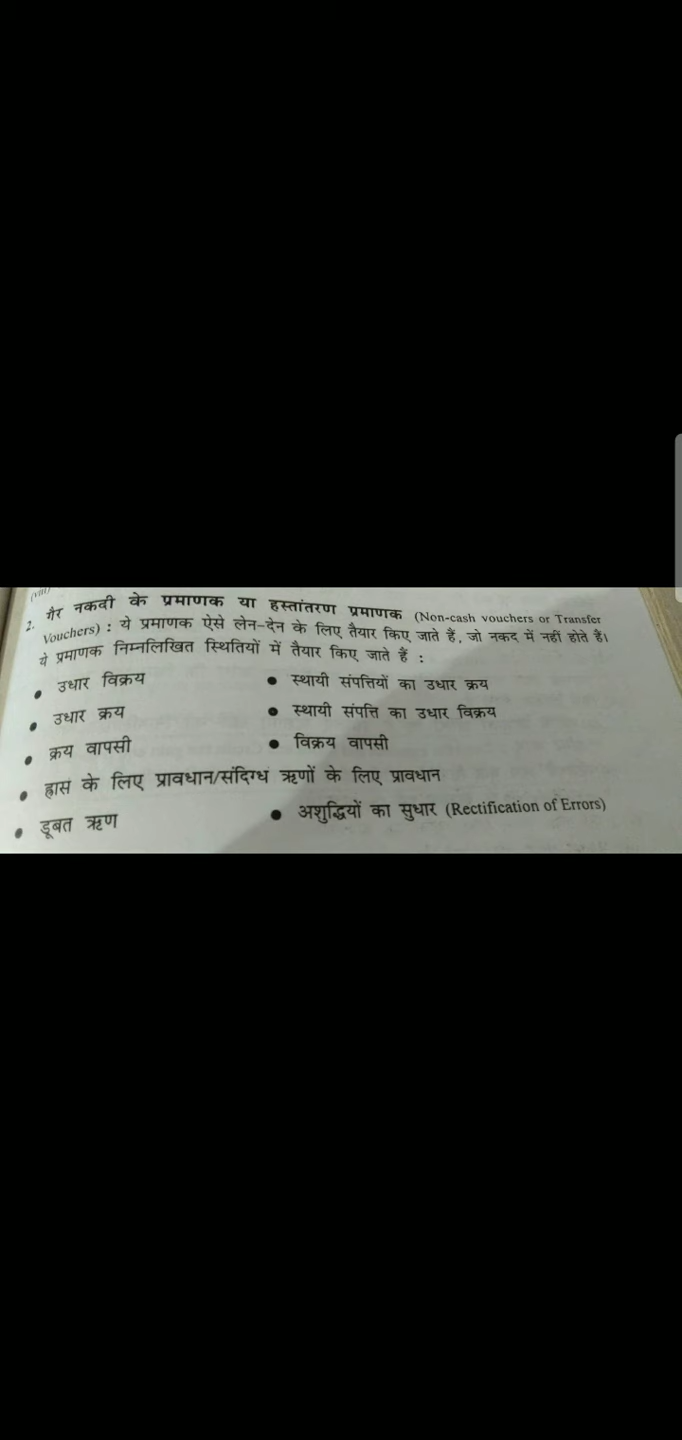 (viii)
2. गैर नकदी के प्रमाणक या हस्तांतरण प्रमाणक (Non-cash vouchers or Transfer
Vouchers) : ये प्रमाणक ऐसे लेन-देन के लिए तैयार किए जाते हैं, जो नकद में नहीं होते हैं।
ये प्रमाणक निम्नलिखित स्थितियों में तैयार किए जाते हैं :
• उधार विक्रय • स्थायी संपत्तियों का उधार क्रय
• उधार क्रय • स्थायी संपत्ति का उधार विक्रय
• क्रय वापसी • विक्रय वापसी
• ह्रास के लिए प्रावधान/संदिग्ध ऋणों के लिए प्रावधान
• डूबत ऋण • अशुद्धियों का सुधार (Rectification of Errors)